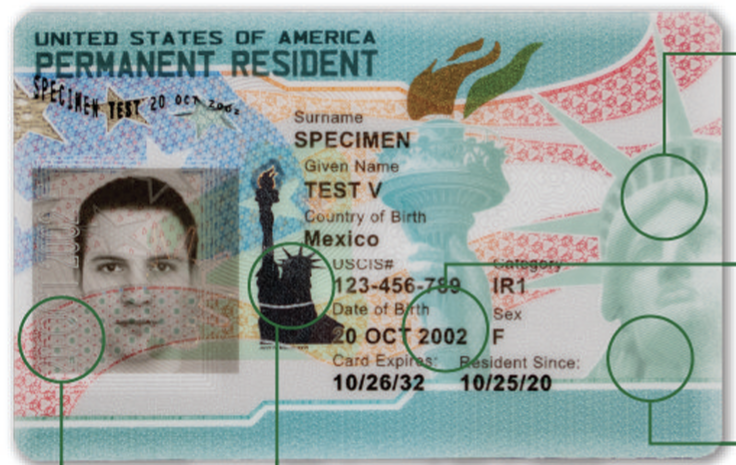 UNITED STATES OF AMERICA
PERMANENT RESIDENT
SPECIMEN TEST 20 OCT 2002
Surname
SPECIMEN
Given Name
TEST V
Country of Birth
Mexico
USCIS# Category
123-456-789 IR1
Date of Birth Sex
20 OCT 2002 F
Card Expires: Resident Since:
10/26/32 10/25/20